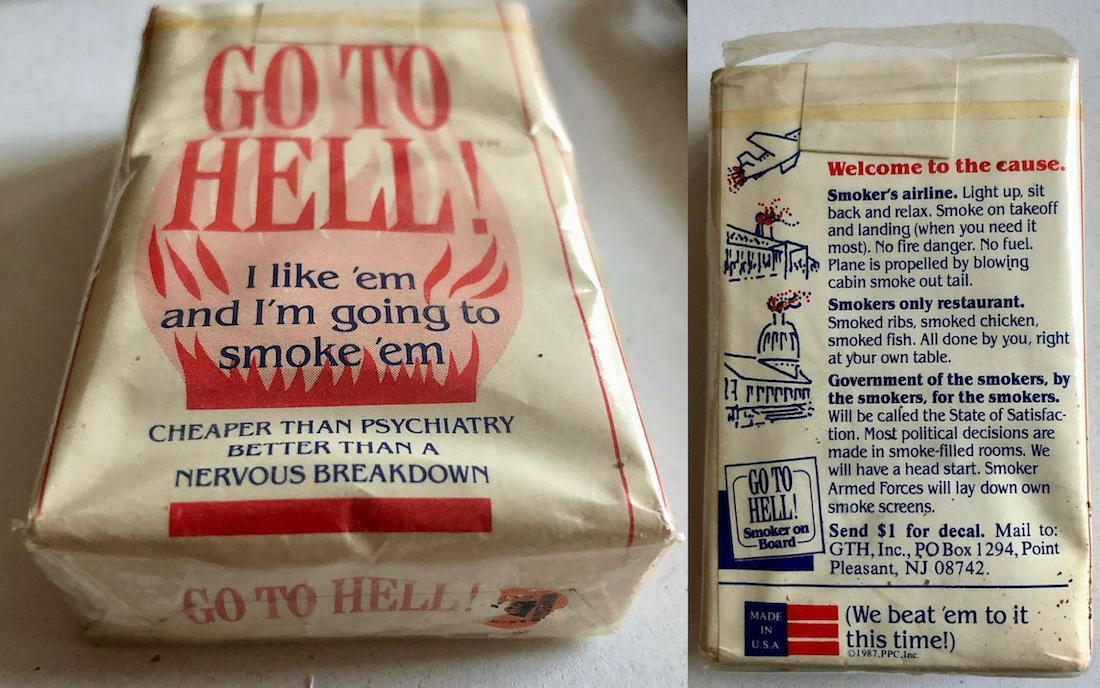 GO TO
HELL!™
I like 'em
and I'm going to
smoke 'em
CHEAPER THAN PSYCHIATRY
BETTER THAN A
NERVOUS BREAKDOWN
GO TO HELL!
Welcome to the cause.
Smoker's airline. Light up, sit
back and relax. Smoke on takeoff
and landing (when you need it
most). No fire danger. No fuel.
Plane is propelled by blowing
cabin smoke out tail.
Smokers only restaurant.
Smoked ribs, smoked chicken,
smoked fish. All done by you, right
at your own table.
Government of the smokers, by
the smokers, for the smokers.
Will be called the State of Satisfac-
tion. Most political decisions are
made in smoke-filled rooms. We
will have a head start. Smoker
Armed Forces will lay down own
smoke screens.
GO TO
HELL!
Smoker on
Board
Send $1 for decal. Mail to:
GTH, Inc., PO Box 1294, Point
Pleasant, NJ 08742.
MADE
IN
U.S.A
(We beat 'em to it
this time!)
©1987, PPC, Inc.